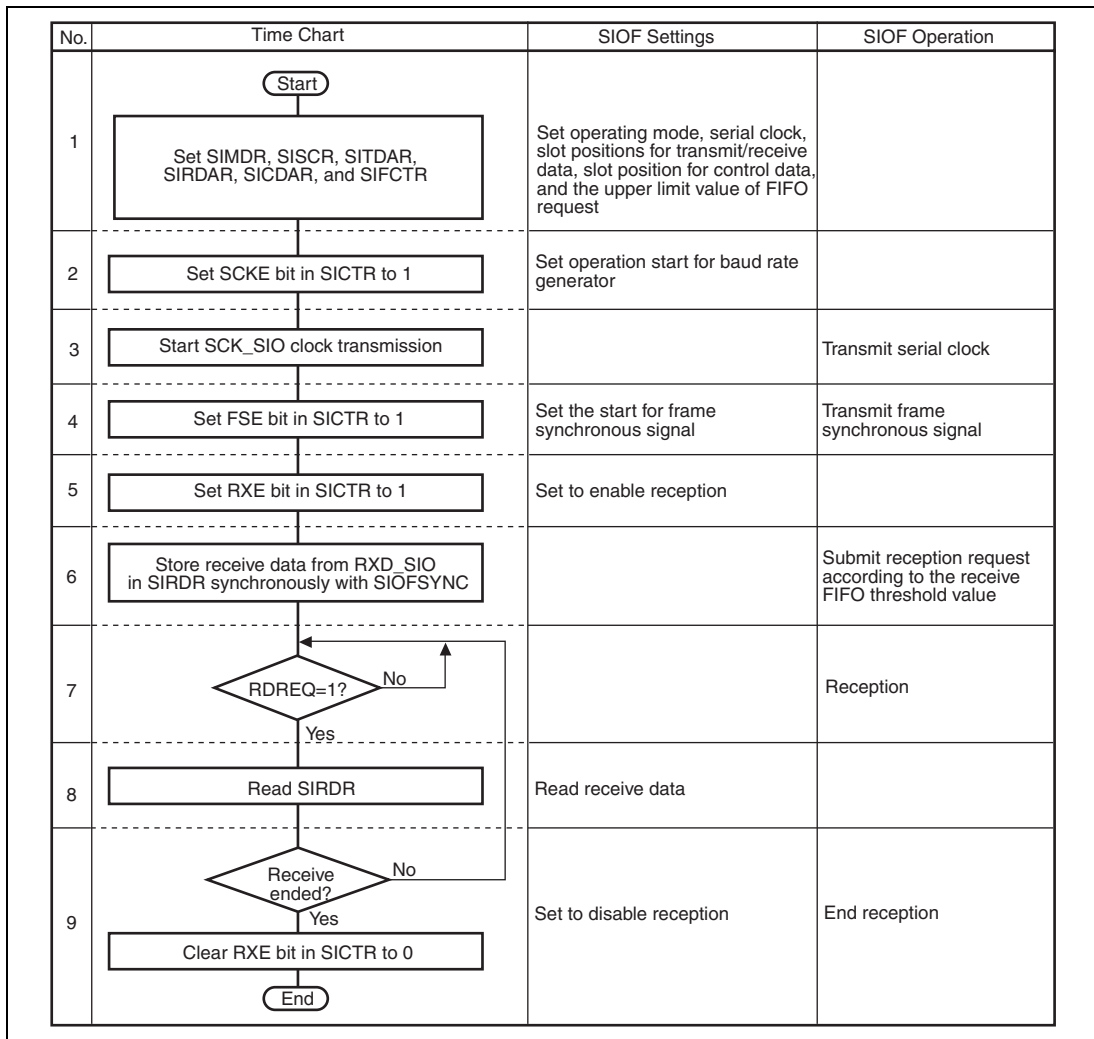 No.
Time Chart
SIOF Settings
SIOF Operation
Start
1
Set SIMDR, SISCR, SITDAR,
SIRDAR, SICDAR, and SIFCTR
Set operating mode, serial clock,
slot positions for transmit/receive
data, slot position for control data,
and the upper limit value of FIFO
request
2
Set SCKE bit in SICTR to 1
Set operation start for baud rate
generator
3
Start SCK_SIO clock transmission
Transmit serial clock
4
Set FSE bit in SICTR to 1
Set the start for frame
synchronous signal
Transmit frame
synchronous signal
5
Set RXE bit in SICTR to 1
Set to enable reception
6
Store receive data from RXD_SIO
in SIRDR synchronously with SIOFSYNC
Submit reception request
according to the receive
FIFO threshold value
7
RDREQ=1?
No
Yes
Reception
8
Read SIRDR
Read receive data
9
Receive
ended?
No
Yes
Clear RXE bit in SICTR to 0
End
Set to disable reception
End reception